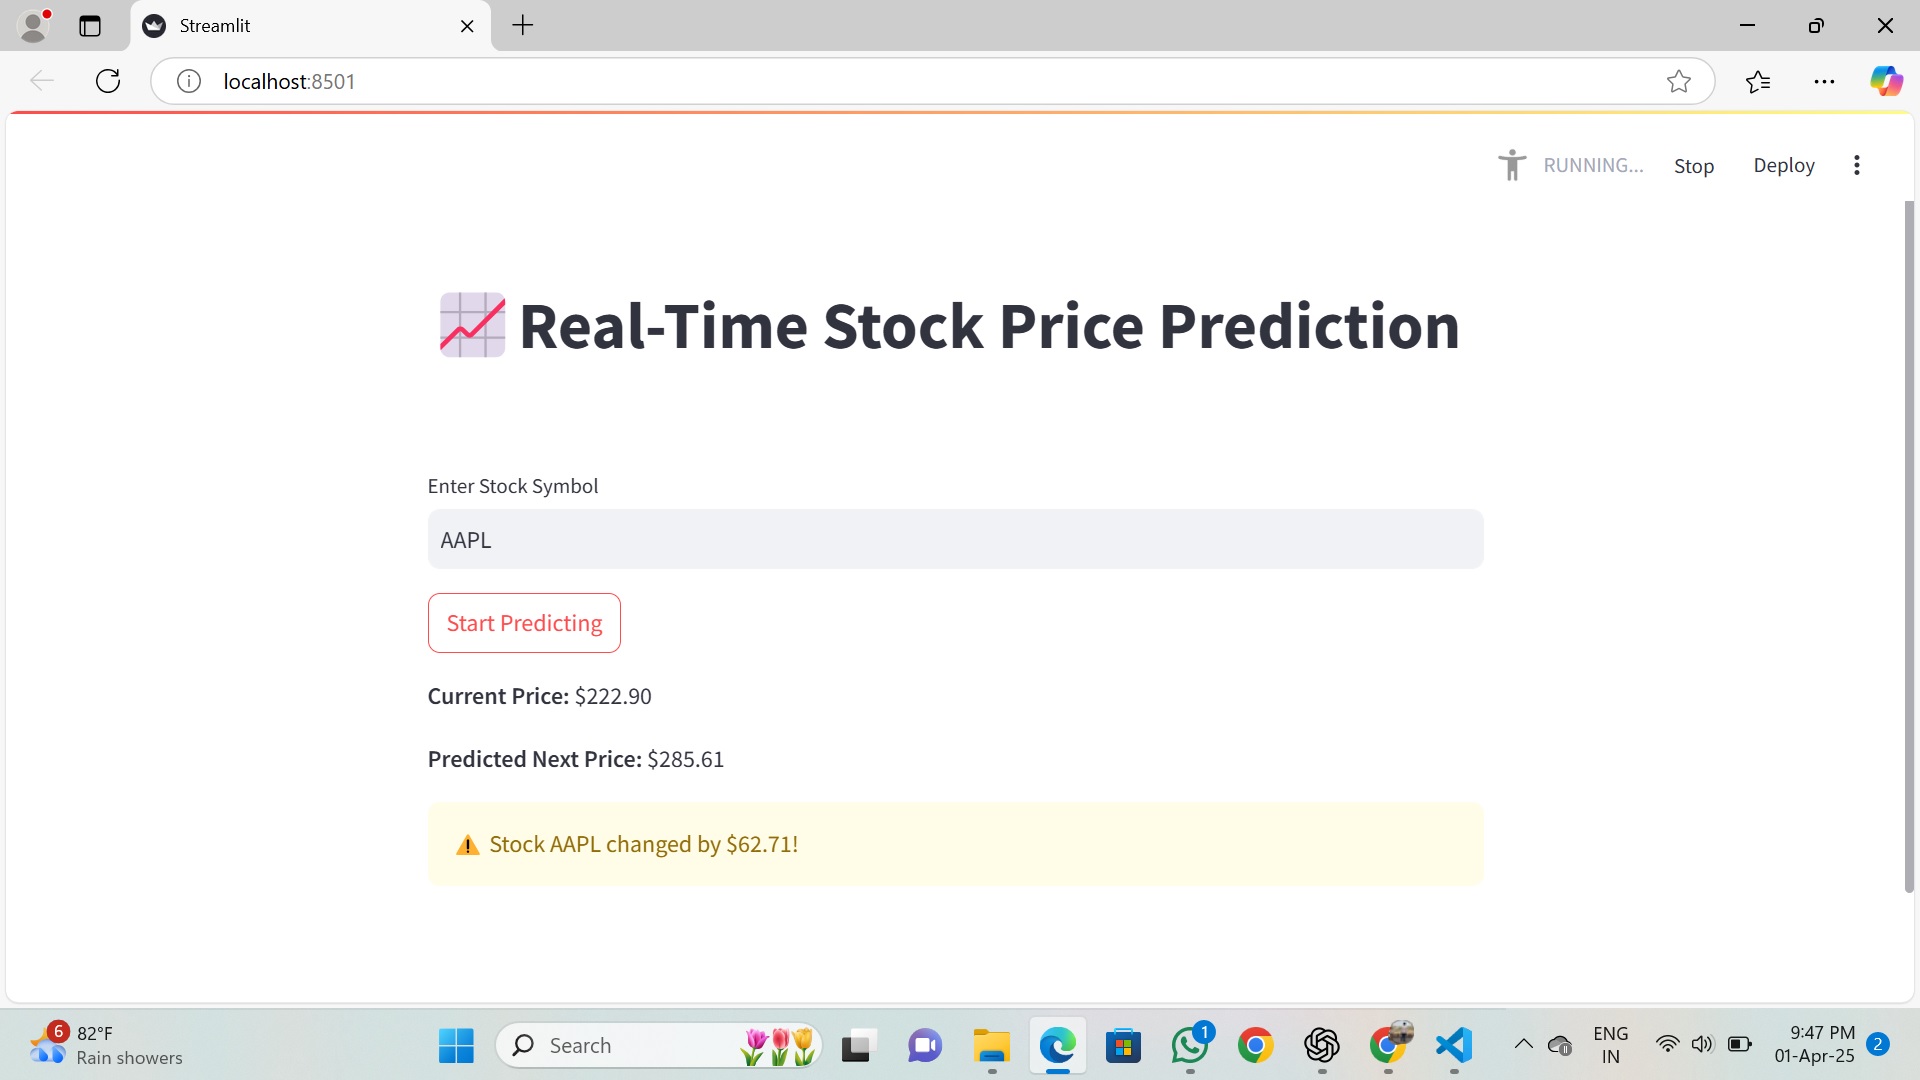 Streamlit
localhost:8501
RUNNING...
Stop
Deploy
Real-Time Stock Price Prediction
Enter Stock Symbol
AAPL
Start Predicting
Current Price: $222.90
Predicted Next Price: $285.61
Stock AAPL changed by $62.71!
6
82°F
Rain showers
Search
1
ENG
IN
9:47 PM
01-Apr-25
2